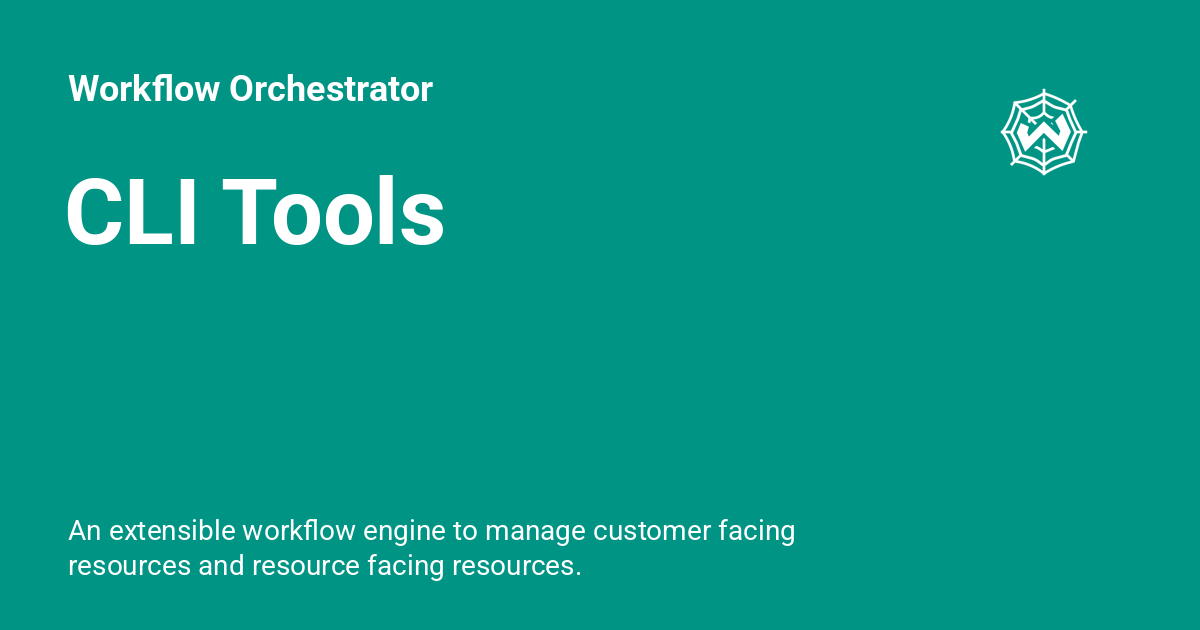 Workflow Orchestrator
CLI Tools
An extensible workflow engine to manage customer facing
resources and resource facing resources.